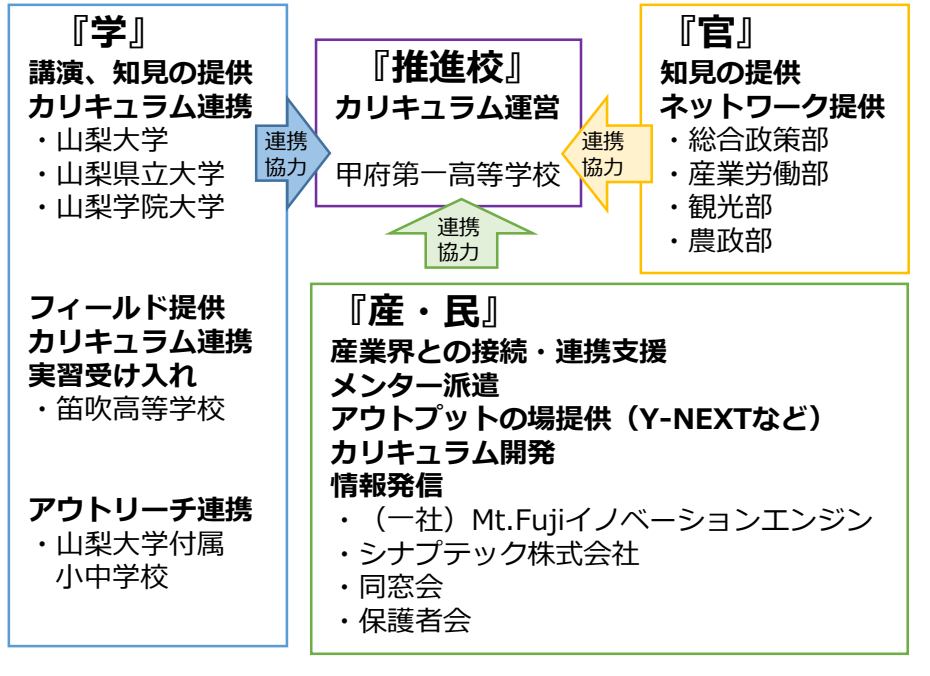 『学』
講演、知見の提供
カリキュラム連携
・山梨大学
・山梨県立大学
・山梨学院大学
フィールド提供
カリキュラム連携
実習受け入れ
・笛吹高等学校
アウトリーチ連携
・山梨大学付属
小中学校
連携
協力
『推進校』
カリキュラム運営
甲府第一高等学校
連携
協力
『官』
知見の提供
ネットワーク提供
・総合政策部
・産業労働部
・観光部
・農政部
連携
協力
『産・民』
産業界との接続・連携支援
メンター派遣
アウトプットの場提供（Y-NEXTなど）
カリキュラム開発
情報発信
・（一社）Mt.Fujiイノベーションエンジン
・シナプテック株式会社
・同窓会
・保護者会